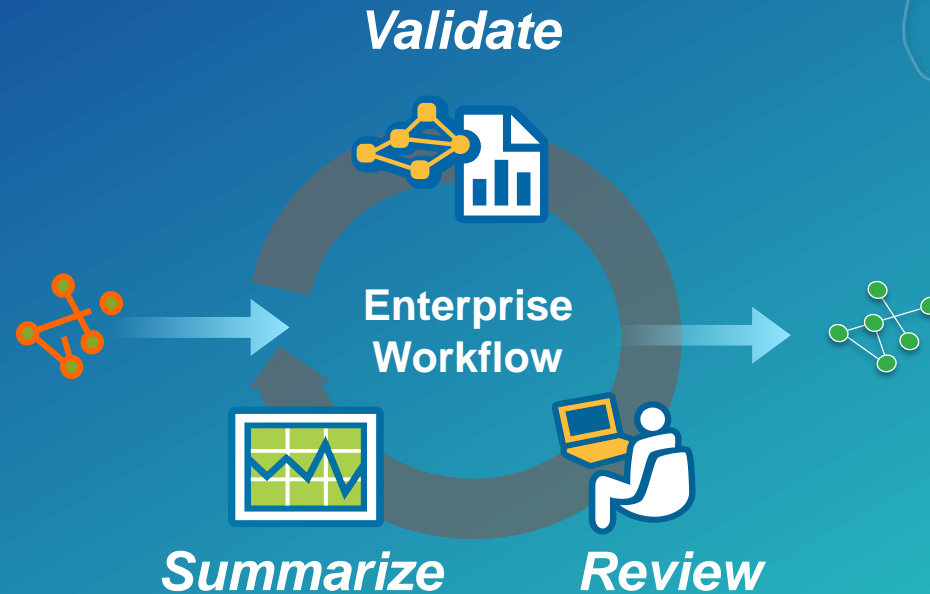 Validate
Enterprise
Workflow
Summarize
Review